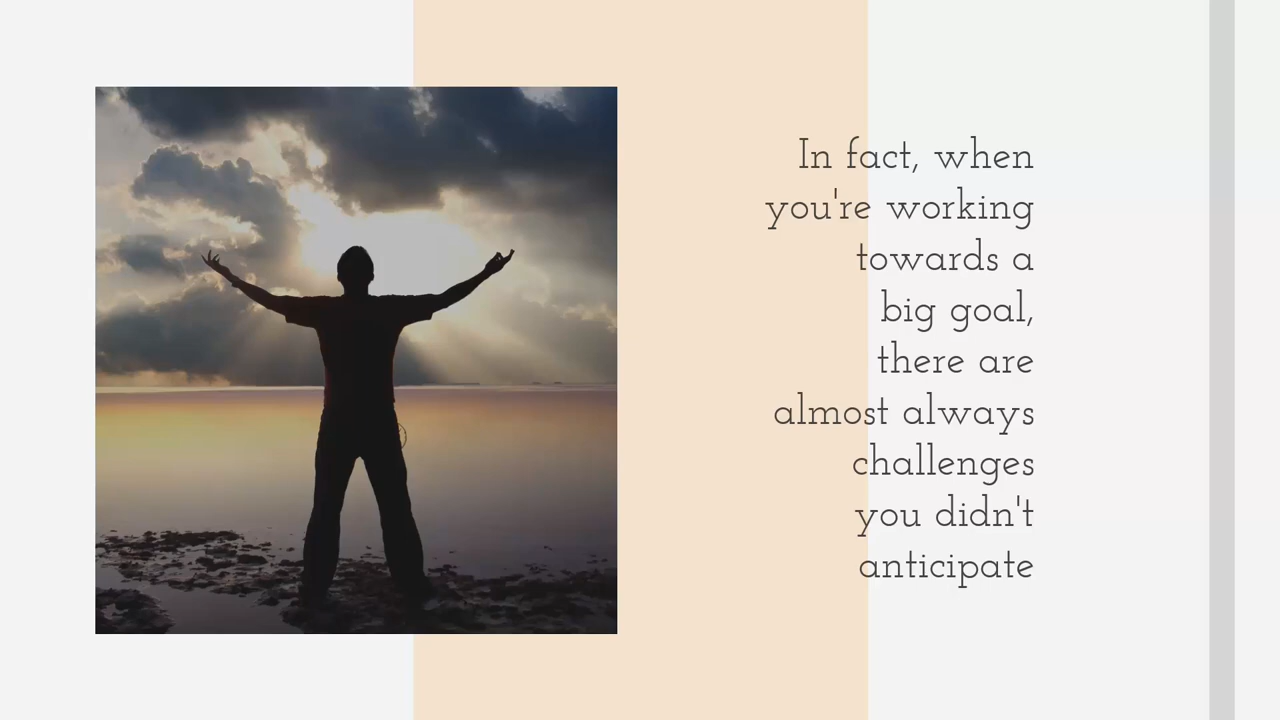 In fact, when
you're working
towards a
big goal,
there are
almost always
challenges
you didn't
anticipate